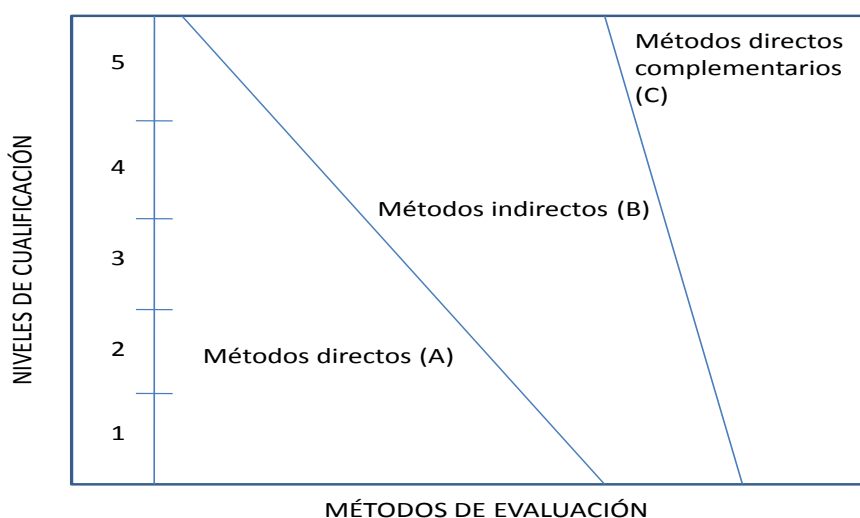 NIVELES DE CUALIFICACIÓN
5
4
3
2
1
Métodos directos
complementarios
(C)
Métodos indirectos (B)
Métodos directos (A)
MÉTODOS DE EVALUACIÓN